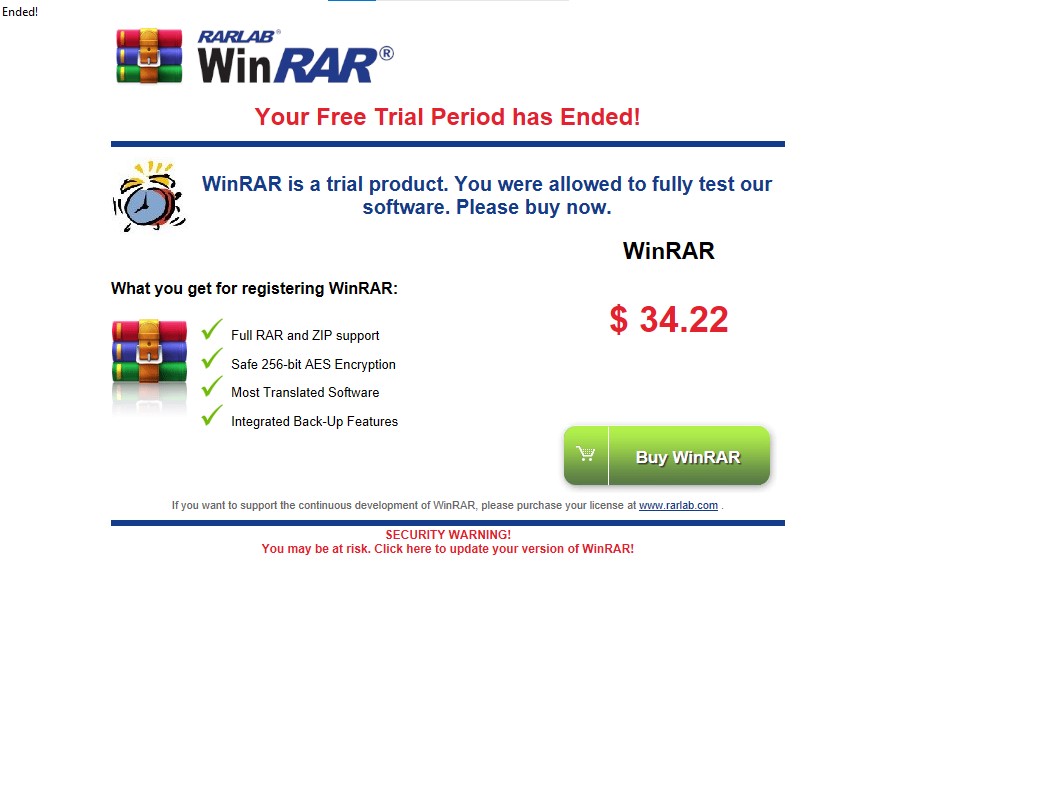 Ended!
RARLAB®
WinRAR®
Your Free Trial Period has Ended!
WinRAR is a trial product. You were allowed to fully test our
software. Please buy now.
WinRAR
What you get for registering WinRAR:
$ 34.22
Full RAR and ZIP support
Safe 256-bit AES Encryption
Most Translated Software
Integrated Back-Up Features
Buy WinRAR
If you want to support the continuous development of WinRAR, please purchase your license at www.rarlab.com .
SECURITY WARNING!
You may be at risk. Click here to update your version of WinRAR!